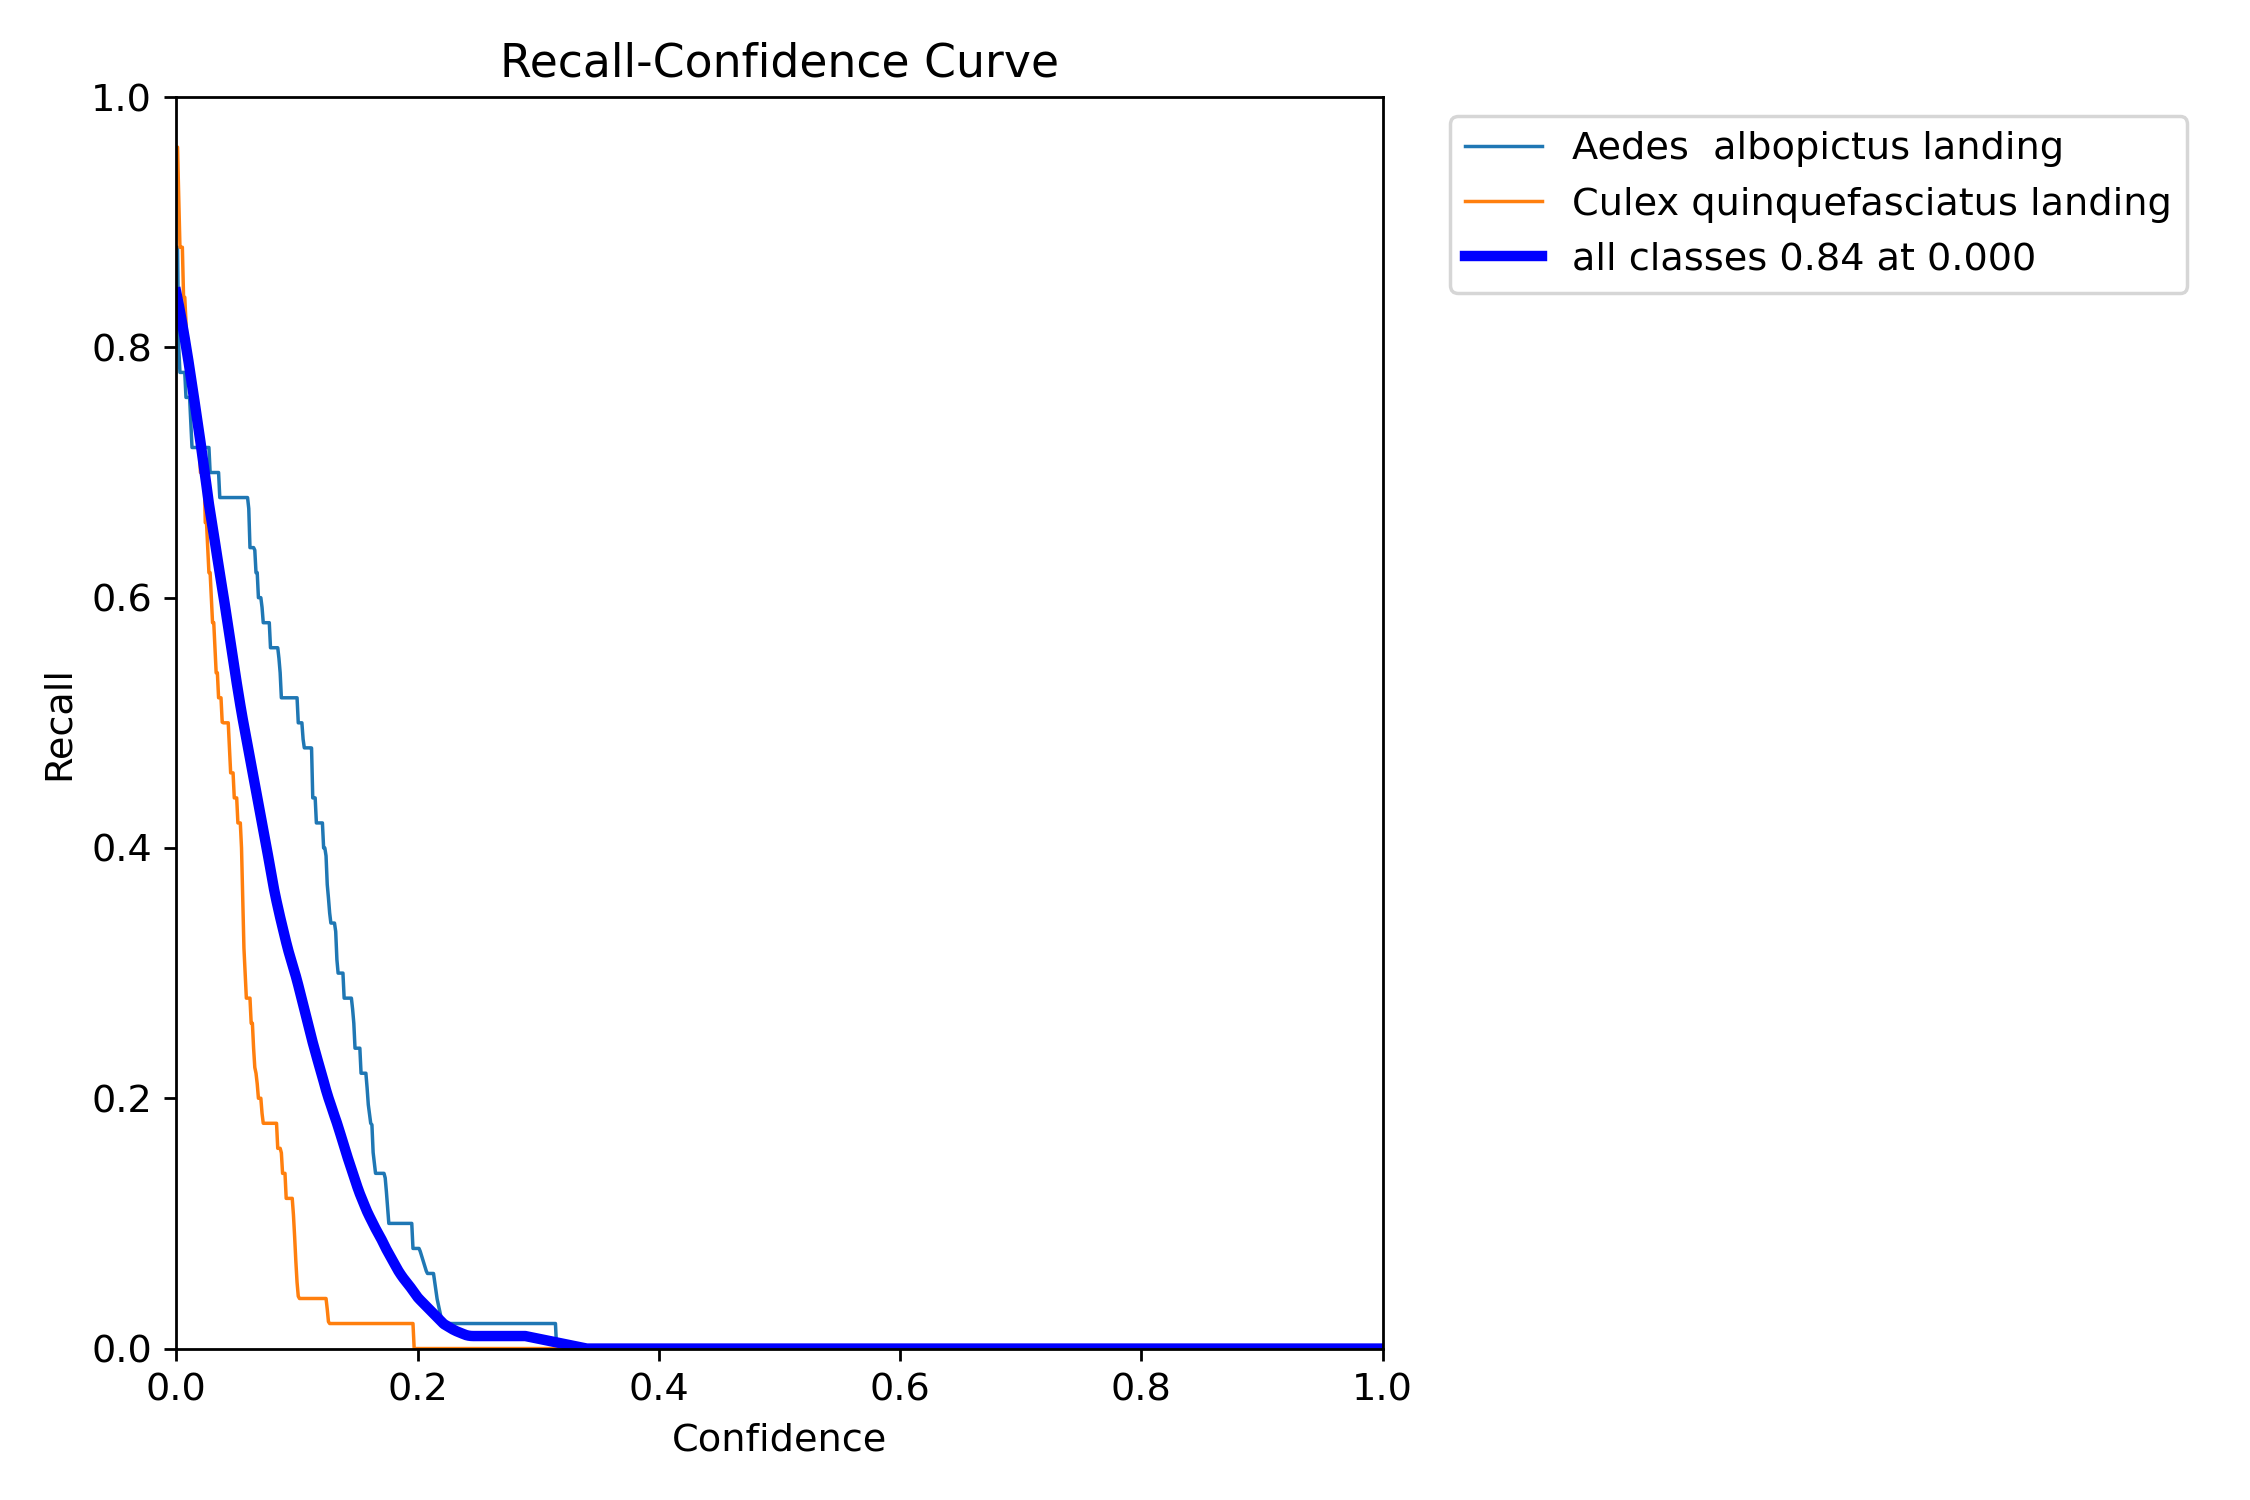 Recall-Confidence Curve
1.0
0.8
0.6
0.4
0.2
0.0
Recall
0.0 0.2 0.4 0.6 0.8 1.0
Confidence
Aedes  albopictus landing
Culex quinquefasciatus landing
all classes 0.84 at 0.000